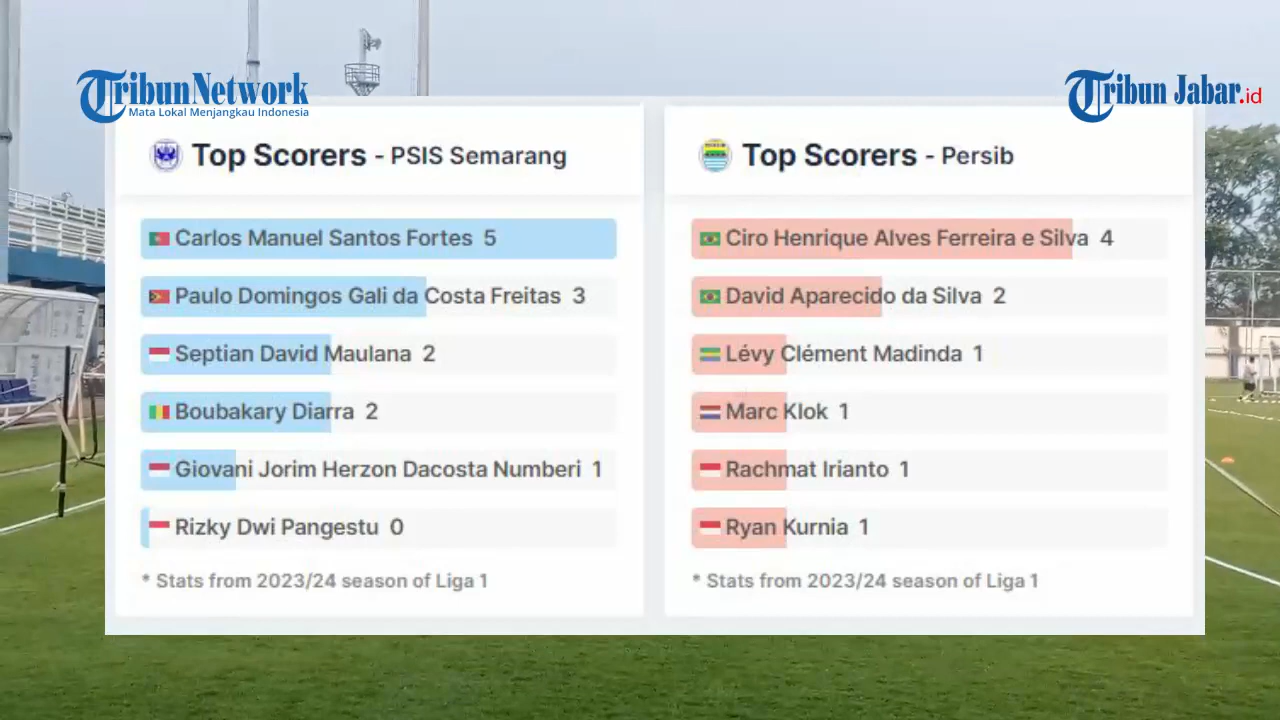 TribunNetwork
Mata Lokal Menjangkau Indonesia
Tribun Jabar.id
Top Scorers - PSIS Semarang
Carlos Manuel Santos Fortes 5
Paulo Domingos Gali da Costa Freitas 3
Septian David Maulana 2
Boubakary Diarra 2
Giovani Jorim Herzon Dacosta Numberi 1
Rizky Dwi Pangestu 0
* Stats from 2023/24 season of Liga 1
Top Scorers - Persib
Ciro Henrique Alves Ferreira e Silva 4
David Aparecido da Silva 2
Lévy Clément Madinda 1
Marc Klok 1
Rachmat Irianto 1
Ryan Kurnia 1
* Stats from 2023/24 season of Liga 1